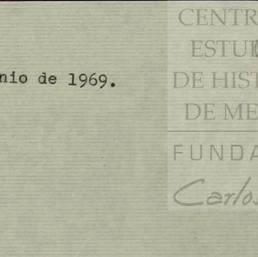 CENTR
ESTUD
DE HIST
DE ME
FUNDA
Carlos
nio de 1969.